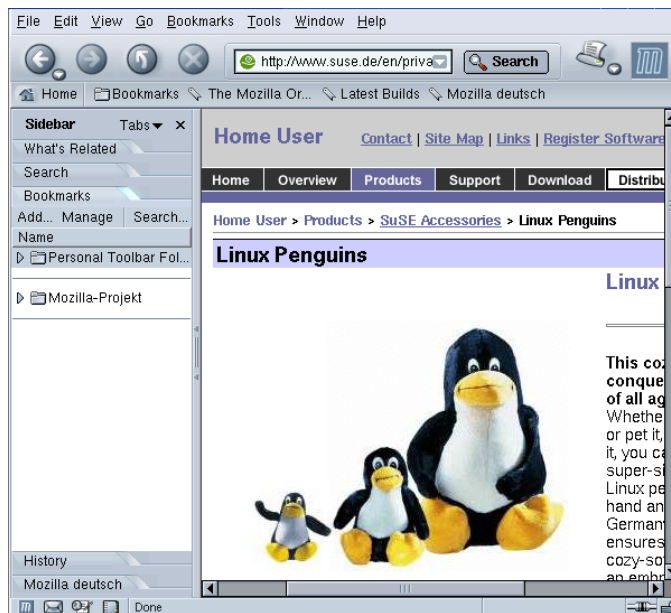 File Edit View Go Bookmarks Tools Window Help
http://www.suse.de/en/priva Search
Home Bookmarks The Mozilla Or... Latest Builds Mozilla deutsch
Sidebar Tabs
What's Related
Search
Bookmarks
Add... Manage Search...
Name
Personal Toolbar Fol...
Mozilla-Projekt
History
Mozilla deutsch
Home User Contact | Site Map | Links | Register Software
Home Overview Products Support Download Distribu
Home User > Products > SuSE Accessories > Linux Penguins
Linux Penguins
Linux
This coz
conque
of all ag
Whethe
or pet it,
it, you ca
super-si
Linux pe
hand an
German
ensures
cozy-sof
an embr
Done